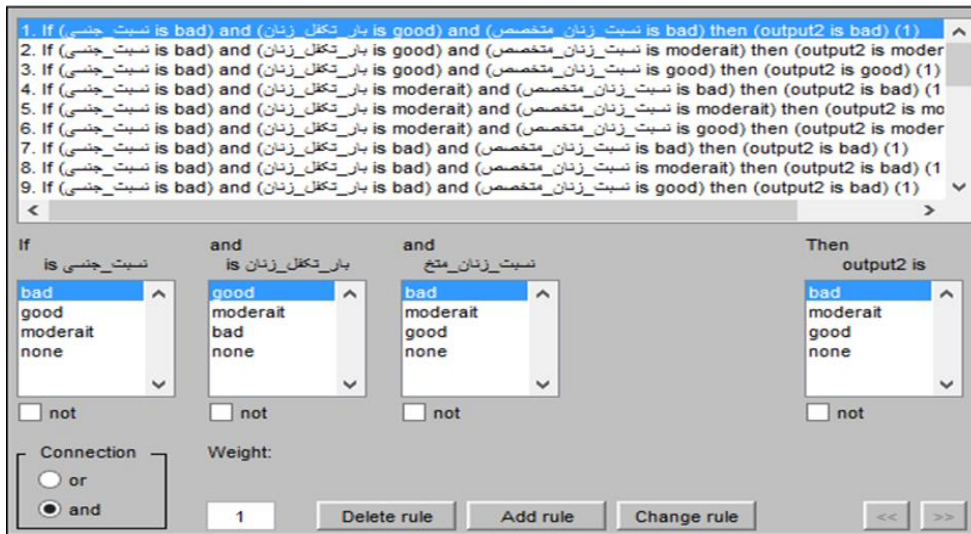 1. If (نسبت_جنسی is bad) and (بار_تکفل_زنان is good) and (نسبت_زنان_متخصص is bad) then (output2 is bad) (1)
2. If (نسبت_جنسی is bad) and (بار_تکفل_زنان is good) and (نسبت_زنان_متخصص is moderait) then (output2 is moder
3. If (نسبت_جنسی is bad) and (بار_تکفل_زنان is good) and (نسبت_زنان_متخصص is good) then (output2 is good) (1)
4. If (نسبت_جنسی is bad) and (بار_تکفل_زنان is moderait) and (نسبت_زنان_متخصص is bad) then (output2 is bad) (1
5. If (نسبت_جنسی is bad) and (بار_تکفل_زنان is moderait) and (نسبت_زنان_متخصص is moderait) then (output2 is mo
6. If (نسبت_جنسی is bad) and (بار_تکفل_زنان is moderait) and (نسبت_زنان_متخصص is good) then (output2 is moder
7. If (نسبت_جنسی is bad) and (بار_تکفل_زنان is bad) and (نسبت_زنان_متخصص is bad) then (output2 is bad) (1)
8. If (نسبت_جنسی is bad) and (بار_تکفل_زنان is bad) and (نسبت_زنان_متخصص is moderait) then (output2 is bad) (1
9. If (نسبت_جنسی is bad) and (بار_تکفل_زنان is bad) and (نسبت_زنان_متخصص is good) then (output2 is bad) (1)
If and and Then
نسبت_جنسی is بار_تکفل_زنان is نسبت_زنان_متخ output2 is
bad good bad bad
good moderait moderait moderait
moderait bad good good
none none none none
not not not not
Connection Weight:
or
and 1 Delete rule Add rule Change rule << >>